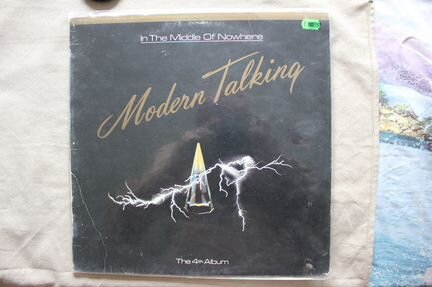 In The Middle Of Nowhere
Modern Talking
The 4th Album